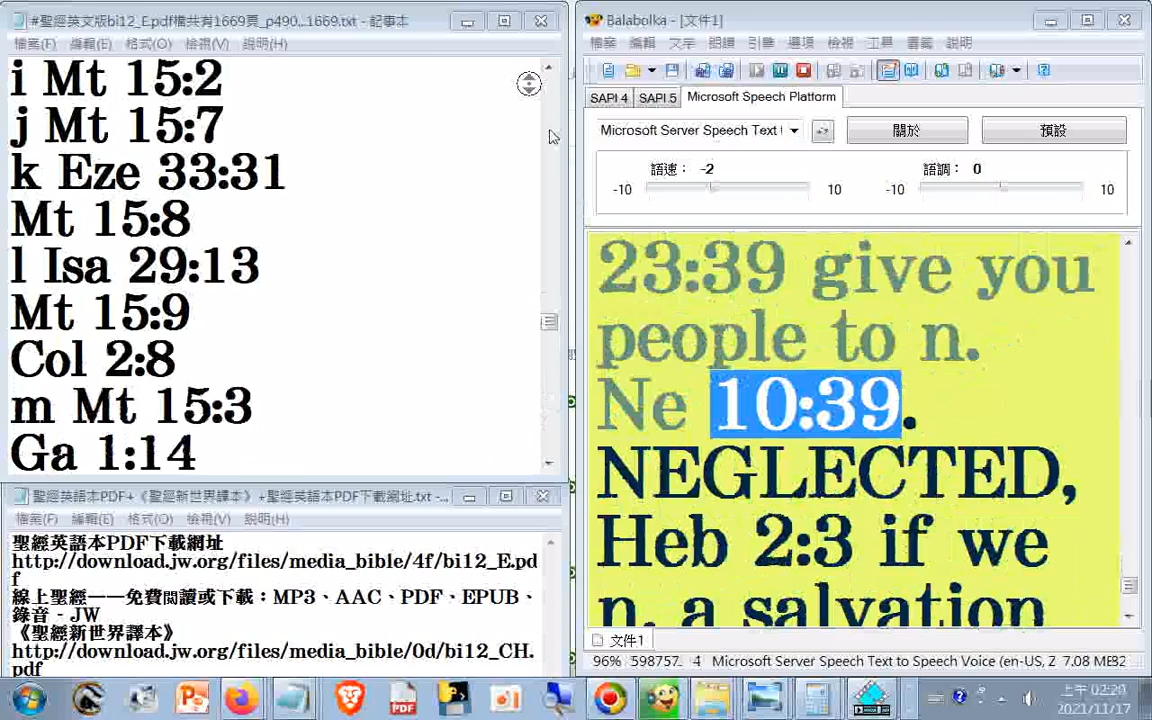 #聖經英文版bi12_E.pdf檔共有1669頁_p490,..1669.txt - 記事本
檔案(F) 編輯(E) 格式(O) 檢視(V) 說明(H)
i Mt 15:2
j Mt 15:7
k Eze 33:31
Mt 15:8
l Isa 29:13
Mt 15:9
Col 2:8
m Mt 15:3
Ga 1:14
聖經英語本PDF+《聖經新世界譯本》+聖經英語本PDF下載網址.txt - ...
檔案(F) 編輯(E) 格式(O) 檢視(V) 說明(H)
聖經英語本PDF下載網址
http://download.jw.org/files/media_bible/4f/bi12_E.pd
f
線上聖經——免費閱讀或下載：MP3、AAC、PDF、EPUB、
錄音 - JW
《聖經新世界譯本》
http://download.jw.org/files/media_bible/0d/bi12_CH.
pdf
Balabolka - [文件1]
檔案 編輯 文字 朗讀 引擎 選項 檢視 工具 書籤 說明
SAPI 4 SAPI 5 Microsoft Speech Platform
Microsoft Server Speech Text 關於 預設
語速： -2 語調： 0
-10 10 -10 10
23:39 give you
people to n.
Ne 10:39.
NEGLECTED,
Heb 2:3 if we
n. a salvation
文件1
96% 598757.. 4 Microsoft Server Speech Text to Speech Voice (en-US, Z 7.08 MB
上午 02:20
2021/11/17